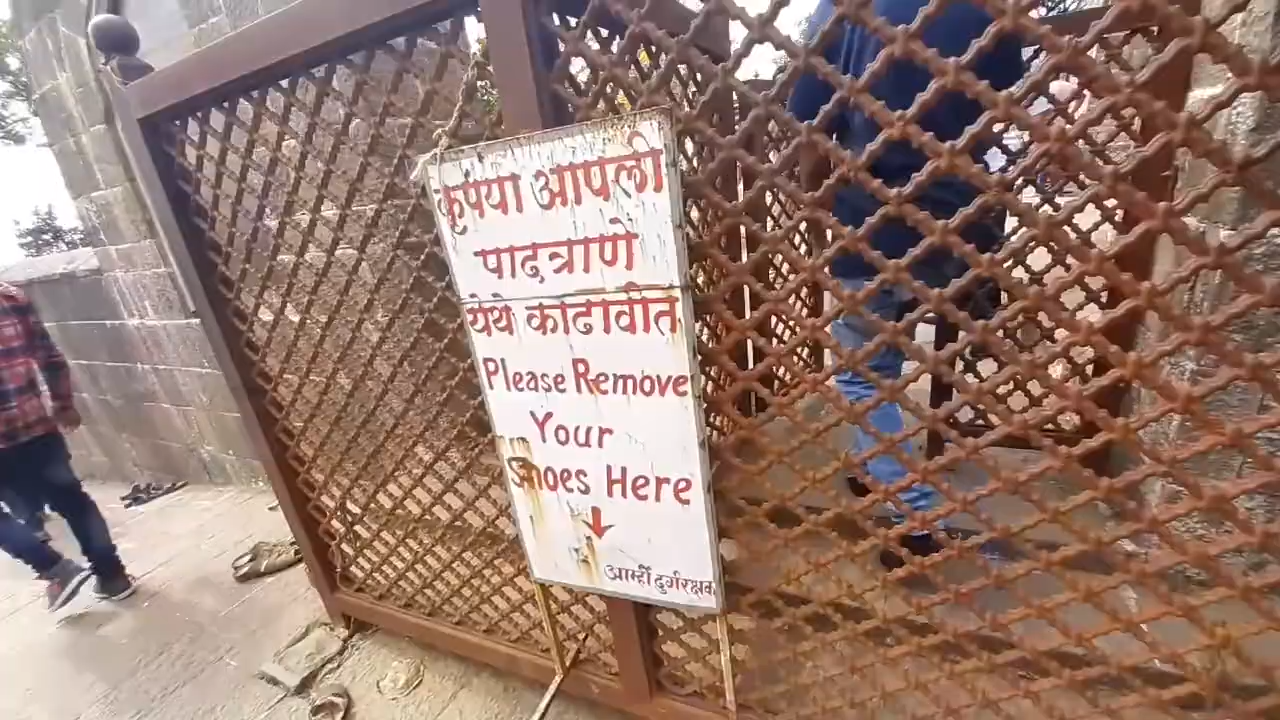 कृपया आपली
पादत्राणे
येथे काढावीत
Please Remove
Your
Shoes Here
आम्ही दुर्गरक्षक